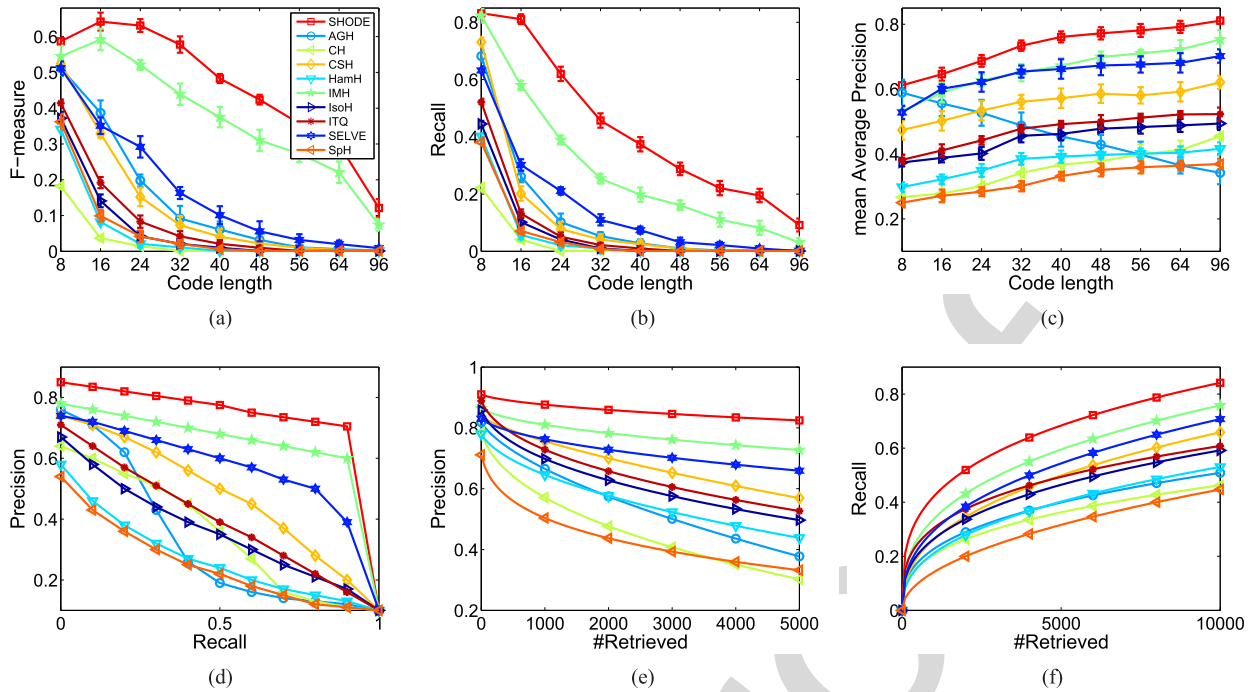 F−measure
0.6
0.5
0.4
0.3
0.2
0.1
0
8 16 24 32 40 48 56 64 96
Code length
SHODE
AGH
CH
CSH
HamH
IMH
IsoH
ITQ
SELVE
SpH
(a)
Recall
0.8
0.6
0.4
0.2
0
8 16 24 32 40 48 56 64 96
Code length
(b)
mean Average Precision
0.8
0.6
0.4
0.2
8 16 24 32 40 48 56 64 96
Code length
(c)
Precision
0.8
0.6
0.4
0.2
0 0.5 1
Recall
(d)
Precision
1
0.8
0.6
0.4
0.2
0 1000 2000 3000 4000 5000
#Retrieved
(e)
Recall
0.8
0.6
0.4
0.2
0
0 5000 10000
#Retrieved
(f)